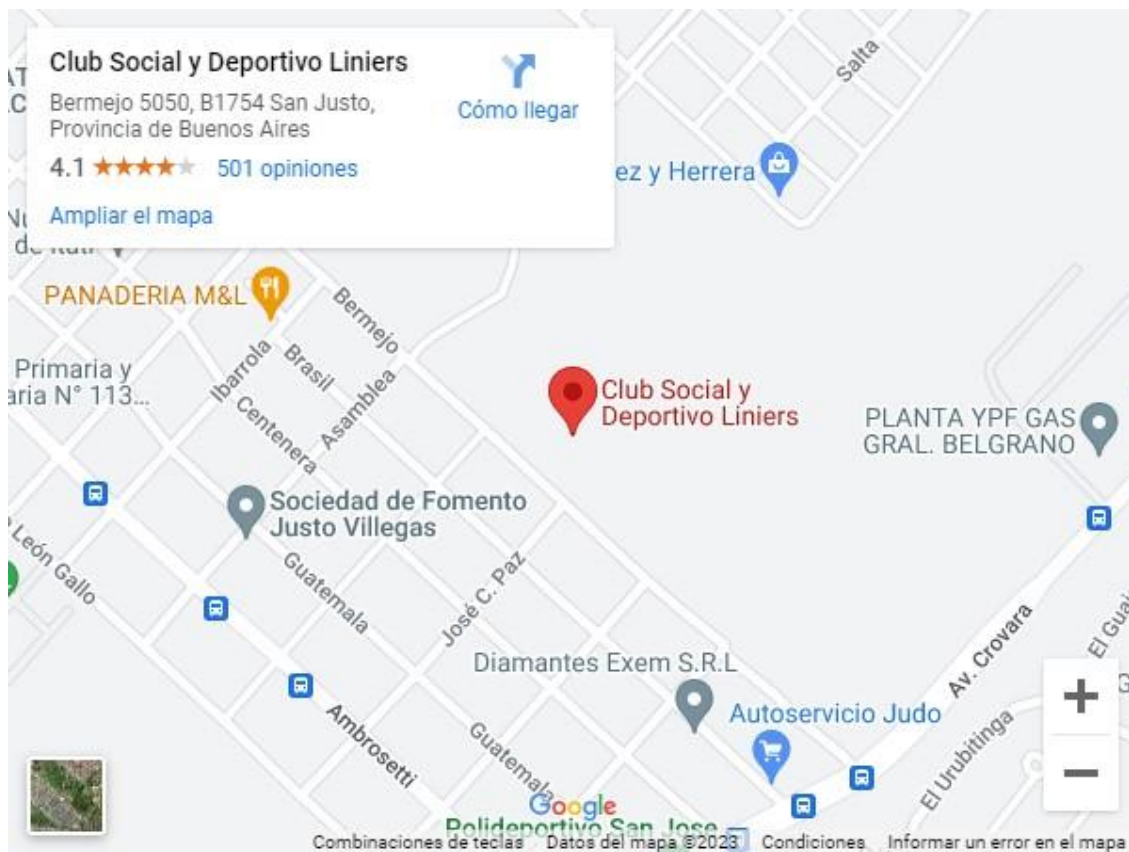 Club Social y Deportivo Liniers
Bermejo 5050, B1754 San Justo,
Provincia de Buenos Aires
4.1
501 opiniones
Ampliar el mapa
Cómo llegar
Salta
ez y Herrera
PANADERIA M&L
Bermejo
Primaria y
aria N° 113...
Ibarrola
Brasil
Asamblea
Centenera
Club Social y
Deportivo Liniers
PLANTA YPF GAS
GRAL. BELGRANO
Sociedad de Fomento
Justo Villegas
León Gallo
Guatemala
José C. Paz
Av. Crovara
El Guai
Diamantes Exem S.R.L
Autoservicio Judo
Ambrosetti
Guatemala
El Urubitinga
Google
Polideportivo San Jose
Combinaciones de teclas
Datos del mapa ©2023
Condiciones
Informar un error en el mapa